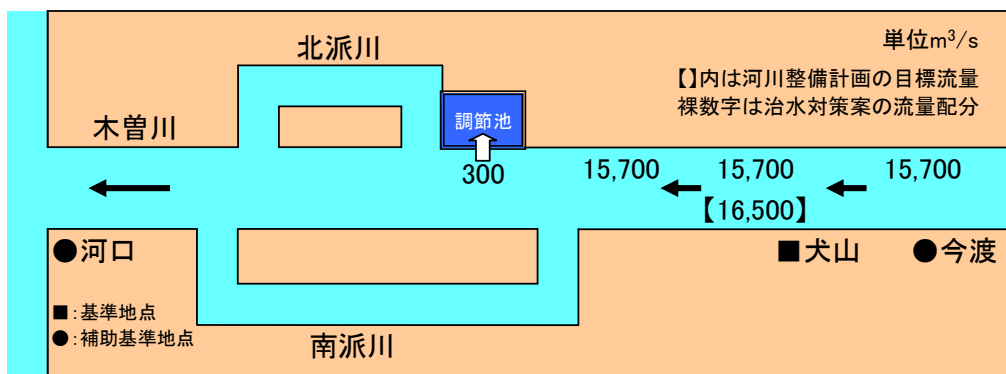 北派川
単位m³/s
【】内は河川整備計画の目標流量
裸数字は治水対策案の流量配分
木曽川
調節池
300
15,700
15,700
15,700
【16,500】
●河口
■犬山
●今渡
■:基準地点
●:補助基準地点
南派川